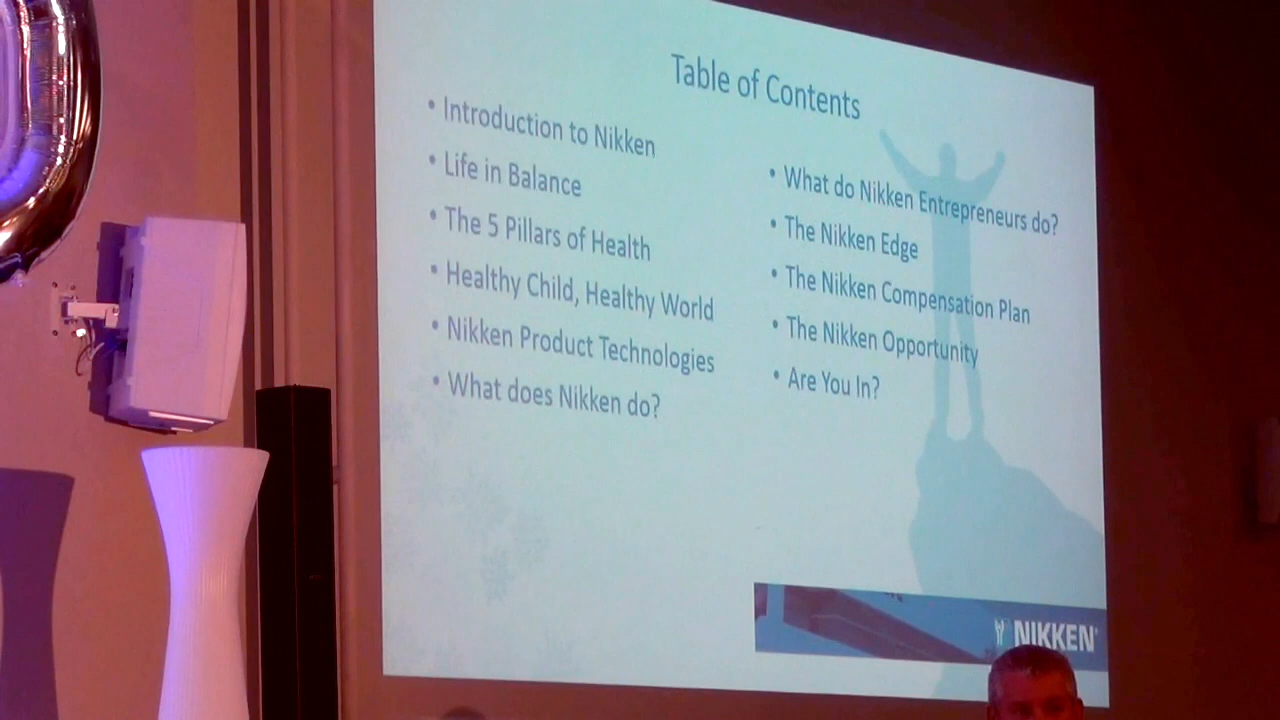 Table of Contents
• Introduction to Nikken
• Life in Balance
• The 5 Pillars of Health
• Healthy Child, Healthy World
• Nikken Product Technologies
• What does Nikken do?
• What do Nikken Entrepreneurs do?
• The Nikken Edge
• The Nikken Compensation Plan
• The Nikken Opportunity
• Are You In?
NIKKEN®